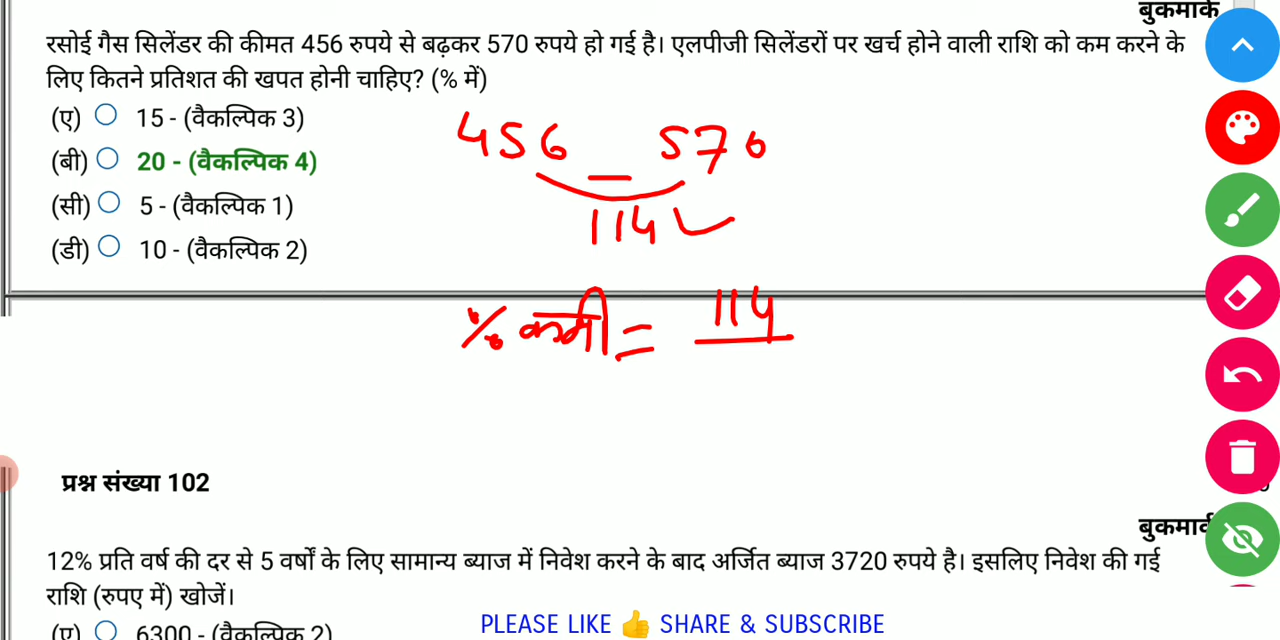 बुकमार्क
रसोई गैस सिलेंडर की कीमत 456 रुपये से बढ़कर 570 रुपये हो गई है। एलपीजी सिलेंडरों पर खर्च होने वाली राशि को कम करने के
लिए कितने प्रतिशत की खपत होनी चाहिए? (% में)
(ए) 15 - (वैकल्पिक 3)
(बी) 20 - (वैकल्पिक 4)
(सी) 5 - (वैकल्पिक 1)
(डी) 10 - (वैकल्पिक 2)
456 — 570
114
% कमी = 114
प्रश्न संख्या 102
बुकमार्क
12% प्रति वर्ष की दर से 5 वर्षों के लिए सामान्य ब्याज में निवेश करने के बाद अर्जित ब्याज 3720 रुपये है। इसलिए निवेश की गई
राशि (रुपए में) खोजें।
(ए) 6300 - (वैकल्पिक 2)
PLEASE LIKE 👍 SHARE & SUBSCRIBE